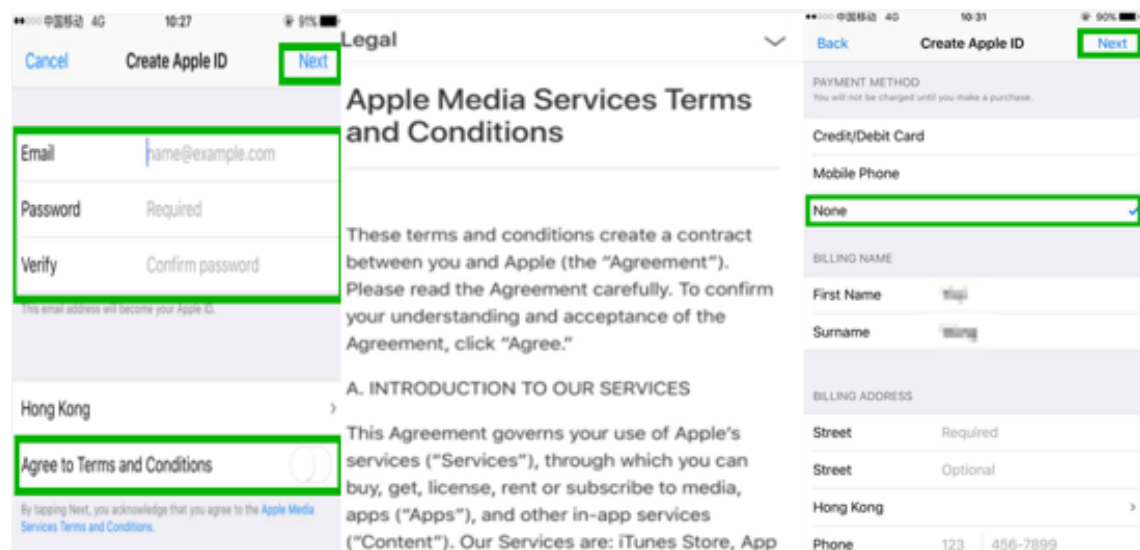 中国移动 4G 10:27 91%
Cancel Create Apple ID Next
Email name@example.com
Password Required
Verify Confirm password
This email address will become your Apple ID.
Hong Kong
Agree to Terms and Conditions
By tapping Next, you acknowledge that you agree to the Apple Media
Services Terms and Conditions.
Legal
Apple Media Services Terms
and Conditions
These terms and conditions create a contract
between you and Apple (the “Agreement”).
Please read the Agreement carefully. To confirm
your understanding and acceptance of the
Agreement, click “Agree.”
A. INTRODUCTION TO OUR SERVICES
This Agreement governs your use of Apple’s
services (“Services”), through which you can
buy, get, license, rent or subscribe to media,
apps (“Apps”), and other in-app services
(“Content”). Our Services are: iTunes Store, App
中国移动 4G 10:31 90%
Back Create Apple ID Next
PAYMENT METHOD
You will not be charged until you make a purchase.
Credit/Debit Card
Mobile Phone
None
BILLING NAME
First Name
Surname
BILLING ADDRESS
Street Required
Street Optional
Hong Kong
Phone 123 456-7899